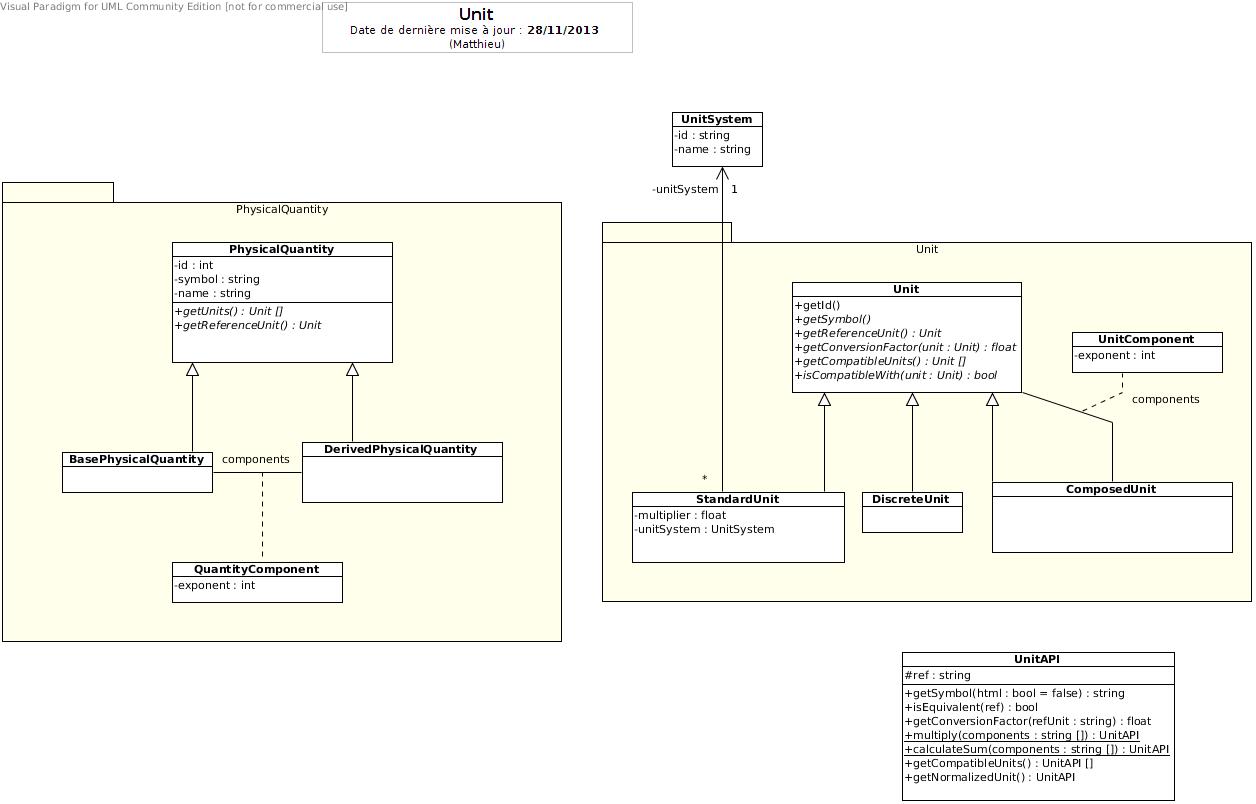 Visual Paradigm for UML Community Edition [not for commercial use]
Unit
Date de dernière mise à jour : 28/11/2013
(Matthieu)
UnitSystem
-id : string
-name : string
-unitSystem 1
PhysicalQuantity
PhysicalQuantity
-id : int
-symbol : string
-name : string
+getUnits() : Unit []
+getReferenceUnit() : Unit
BasePhysicalQuantity
components
DerivedPhysicalQuantity
QuantityComponent
-exponent : int
Unit
Unit
+getId()
+getSymbol()
+getReferenceUnit() : Unit
+getConversionFactor(unit : Unit) : float
+getCompatibleUnits() : Unit []
+isCompatibleWith(unit : Unit) : bool
UnitComponent
-exponent : int
components
*
StandardUnit
-multiplier : float
-unitSystem : UnitSystem
DiscreteUnit
ComposedUnit
UnitAPI
#ref : string
+getSymbol(html : bool = false) : string
+isEquivalent(ref) : bool
+getConversionFactor(refUnit : string) : float
+multiply(components : string []) : UnitAPI
+calculateSum(components : string []) : UnitAPI
+getCompatibleUnits() : UnitAPI []
+getNormalizedUnit() : UnitAPI